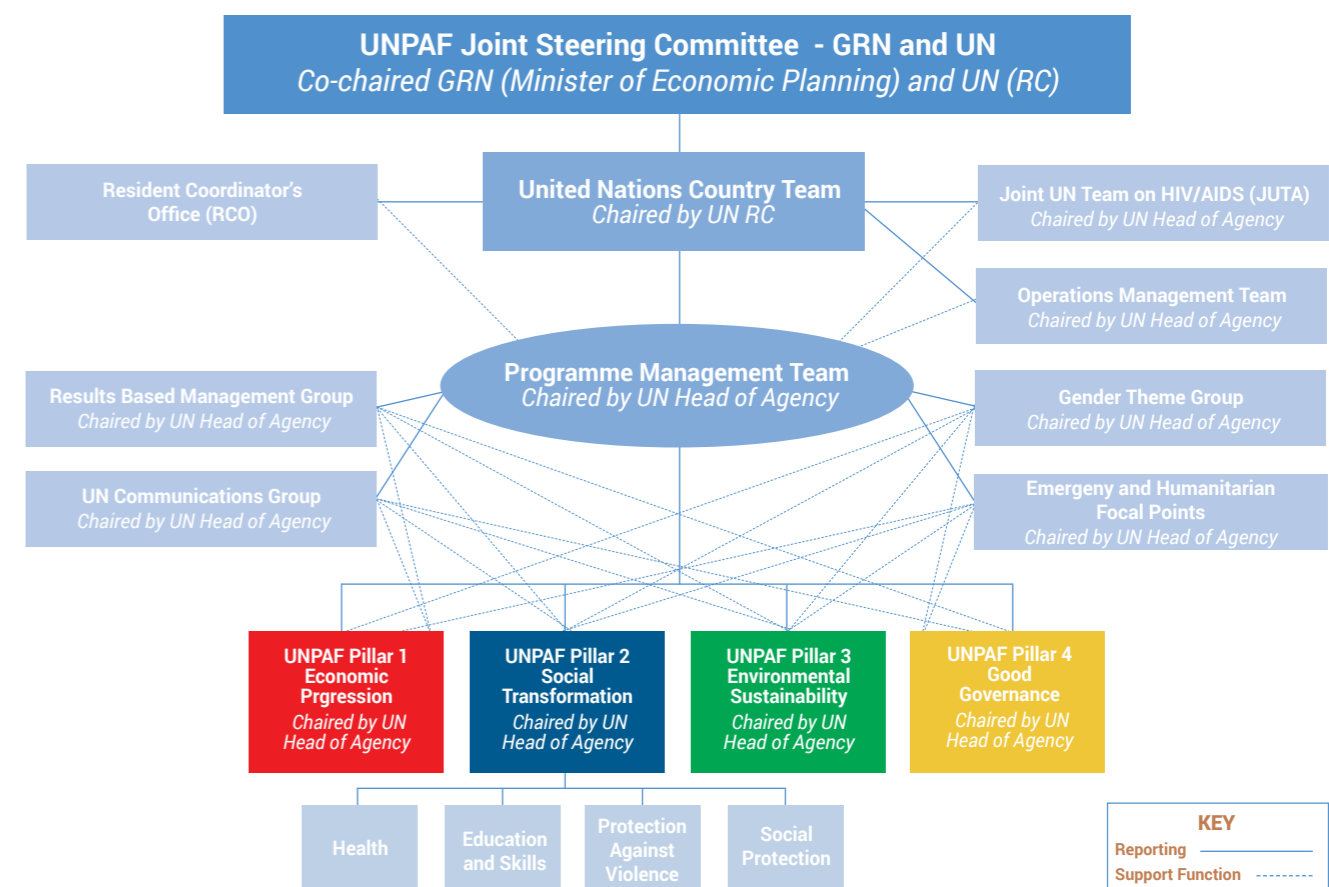 UNPAF Joint Steering Committee - GRN and UN
Co-chaired GRN (Minister of Economic Planning) and UN (RC)
Resident Coordinator's
Office (RCO)
United Nations Country Team
Chaired by UN RC
Joint UN Team on HIV/AIDS (JUTA)
Chaired by UN Head of Agency
Operations Management Team
Chaired by UN Head of Agency
Programme Management Team
Chaired by UN Head of Agency
Results Based Management Group
Chaired by UN Head of Agency
Gender Theme Group
Chaired by UN Head of Agency
UN Communications Group
Chaired by UN Head of Agency
Emergeny and Humanitarian
Focal Points
Chaired by UN Head of Agency
UNPAF Pillar 1
Economic
Prgression
Chaired by UN
Head of Agency
UNPAF Pillar 2
Social
Transformation
Chaired by UN
Head of Agency
UNPAF Pillar 3
Environmental
Sustainability
Chaired by UN
Head of Agency
UNPAF Pillar 4
Good
Governance
Chaired by UN
Head of Agency
Health
Education
and Skills
Protection
Against
Violence
Social
Protection
KEY
Reporting
Support Function